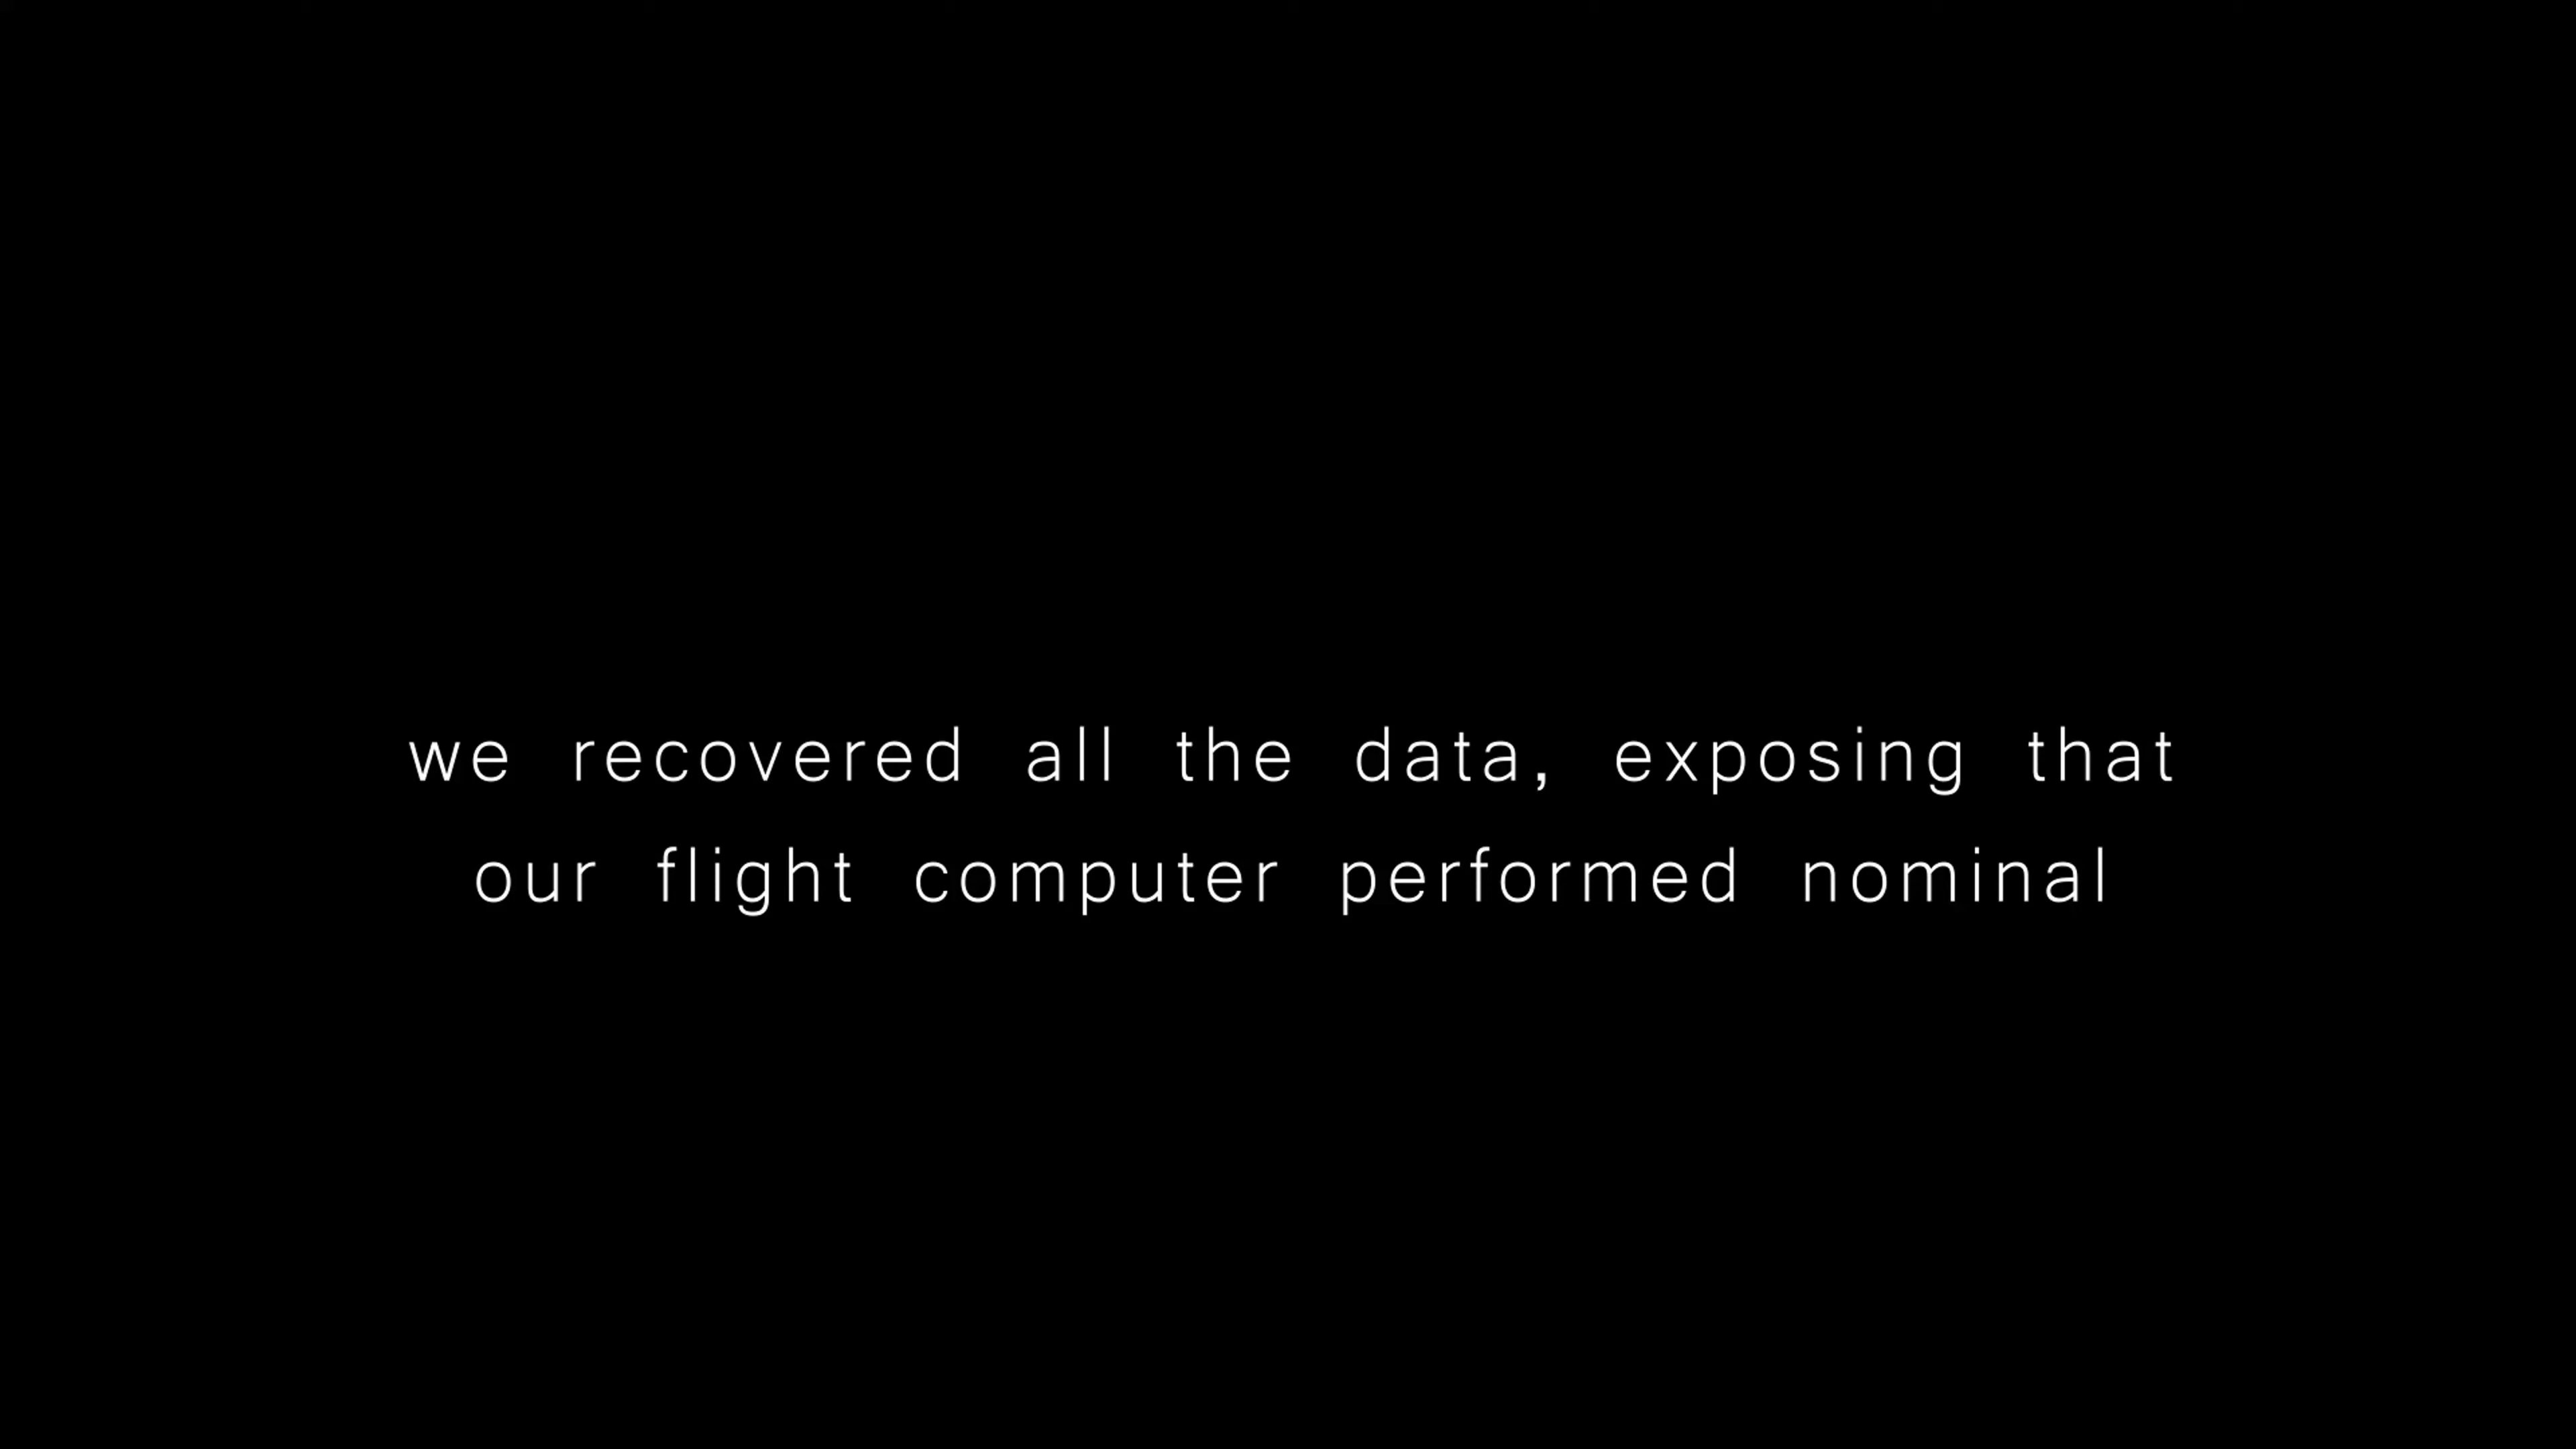 we recovered all the data, exposing that
our flight computer performed nominal